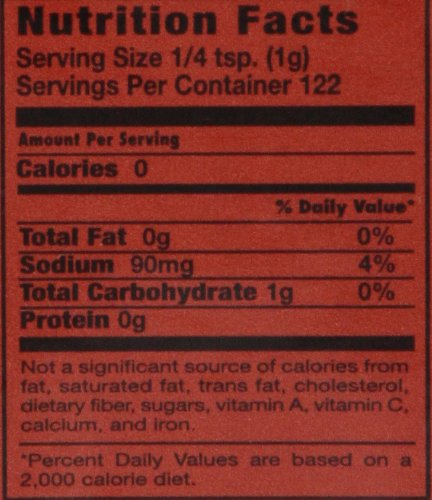 Nutrition Facts
Serving Size 1/4 tsp. (1g)
Servings Per Container 122
Amount Per Serving
Calories 0
% Daily Value*
Total Fat 0g 0%
Sodium 90mg 4%
Total Carbohydrate 1g 0%
Protein 0g
Not a significant source of calories from
fat, saturated fat, trans fat, cholesterol,
dietary fiber, sugars, vitamin A, vitamin C,
calcium, and iron.
*Percent Daily Values are based on a
2,000 calorie diet.